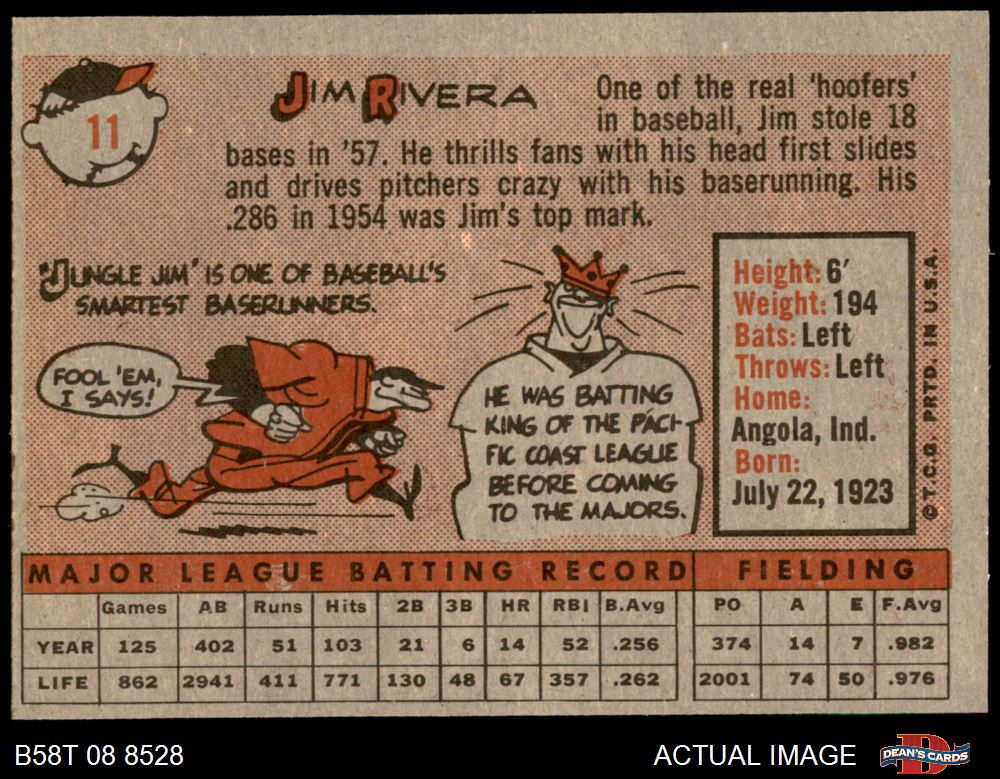 11
JIM RIVERA
One of the real 'hoofers'
in baseball, Jim stole 18
bases in '57. He thrills fans with his head first slides
and drives pitchers crazy with his baserunning. His
.286 in 1954 was Jim's top mark.
"JUNGLE JIM" IS ONE OF BASEBALL'S
SMARTEST BASERUNNERS.
FOOL 'EM,
I SAYS!
HE WAS BATTING
KING OF THE PACI-
FIC COAST LEAGUE
BEFORE COMING
TO THE MAJORS.
Height: 6'
Weight: 194
Bats: Left
Throws: Left
Home:
Angola, Ind.
Born:
July 22, 1923
© T.C.G. PRTD. IN U.S.A.
MAJOR LEAGUE BATTING RECORD FIELDING
Games AB Runs Hits 2B 3B HR RBI B.Avg PO A E F.Avg
YEAR 125 402 51 103 21 6 14 52 .256 374 14 7 .982
LIFE 862 2941 411 771 130 48 67 357 .262 2001 74 50 .976
B58T 08 8528 ACTUAL IMAGE DEAN'S CARDS